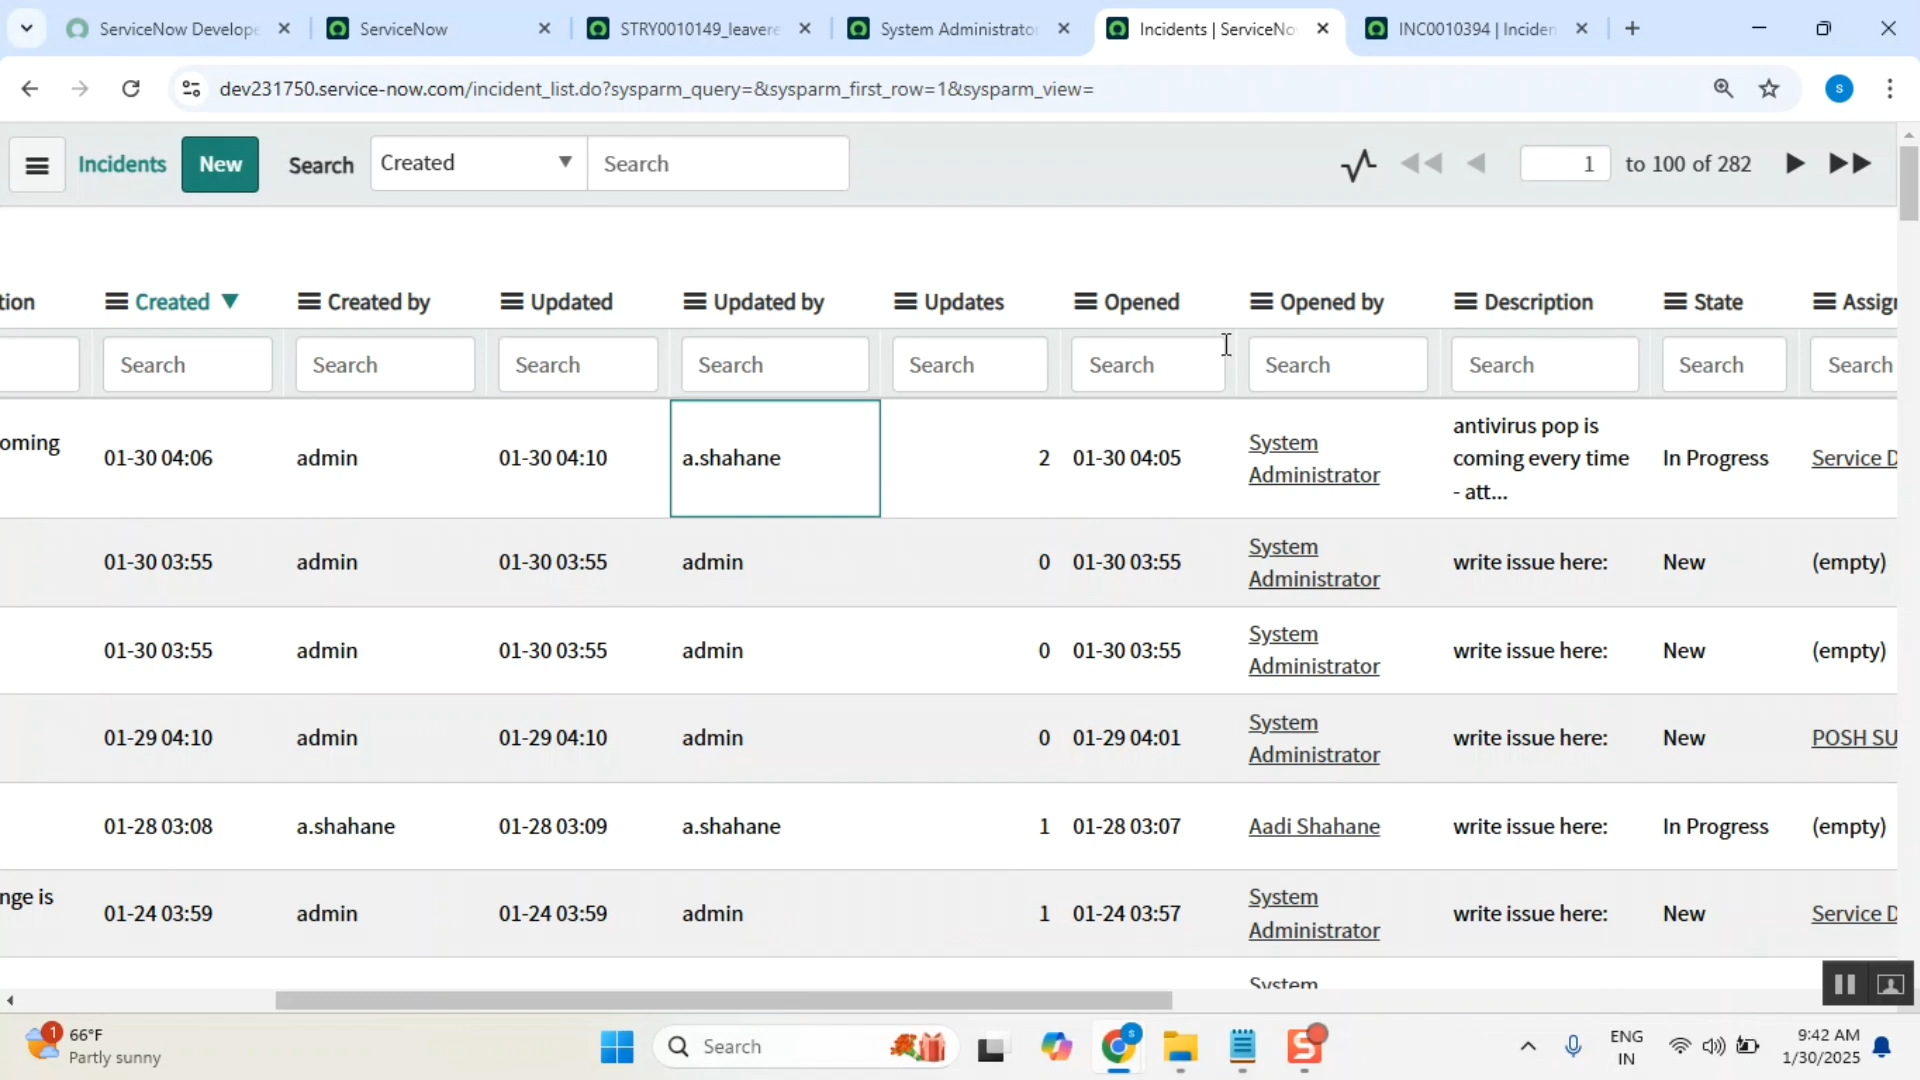 ServiceNow Develope
ServiceNow
STRY0010149_leavere
System Administrator
Incidents | ServiceNo
INC0010394 | Inciden
dev231750.service-now.com/incident_list.do?sysparm_query=&sysparm_first_row=1&sysparm_view=
S
Incidents New Search Created Search 1 to 100 of 282
tion Created Created by Updated Updated by Updates Opened Opened by Description State Assign
Search Search Search Search Search Search Search Search Search Search
oming 01-30 04:06 admin 01-30 04:10 a.shahane 2 01-30 04:05 System Administrator antivirus pop is coming every time - att... In Progress Service D
01-30 03:55 admin 01-30 03:55 admin 0 01-30 03:55 System Administrator write issue here: New (empty)
01-30 03:55 admin 01-30 03:55 admin 0 01-30 03:55 System Administrator write issue here: New (empty)
01-29 04:10 admin 01-29 04:10 admin 0 01-29 04:01 System Administrator write issue here: New POSH SU
01-28 03:08 a.shahane 01-28 03:09 a.shahane 1 01-28 03:07 Aadi Shahane write issue here: In Progress (empty)
nge is 01-24 03:59 admin 01-24 03:59 admin 1 01-24 03:57 System Administrator write issue here: New Service D
System
1 66°F
Partly sunny
Search
S
S
ENG
IN
9:42 AM
1/30/2025